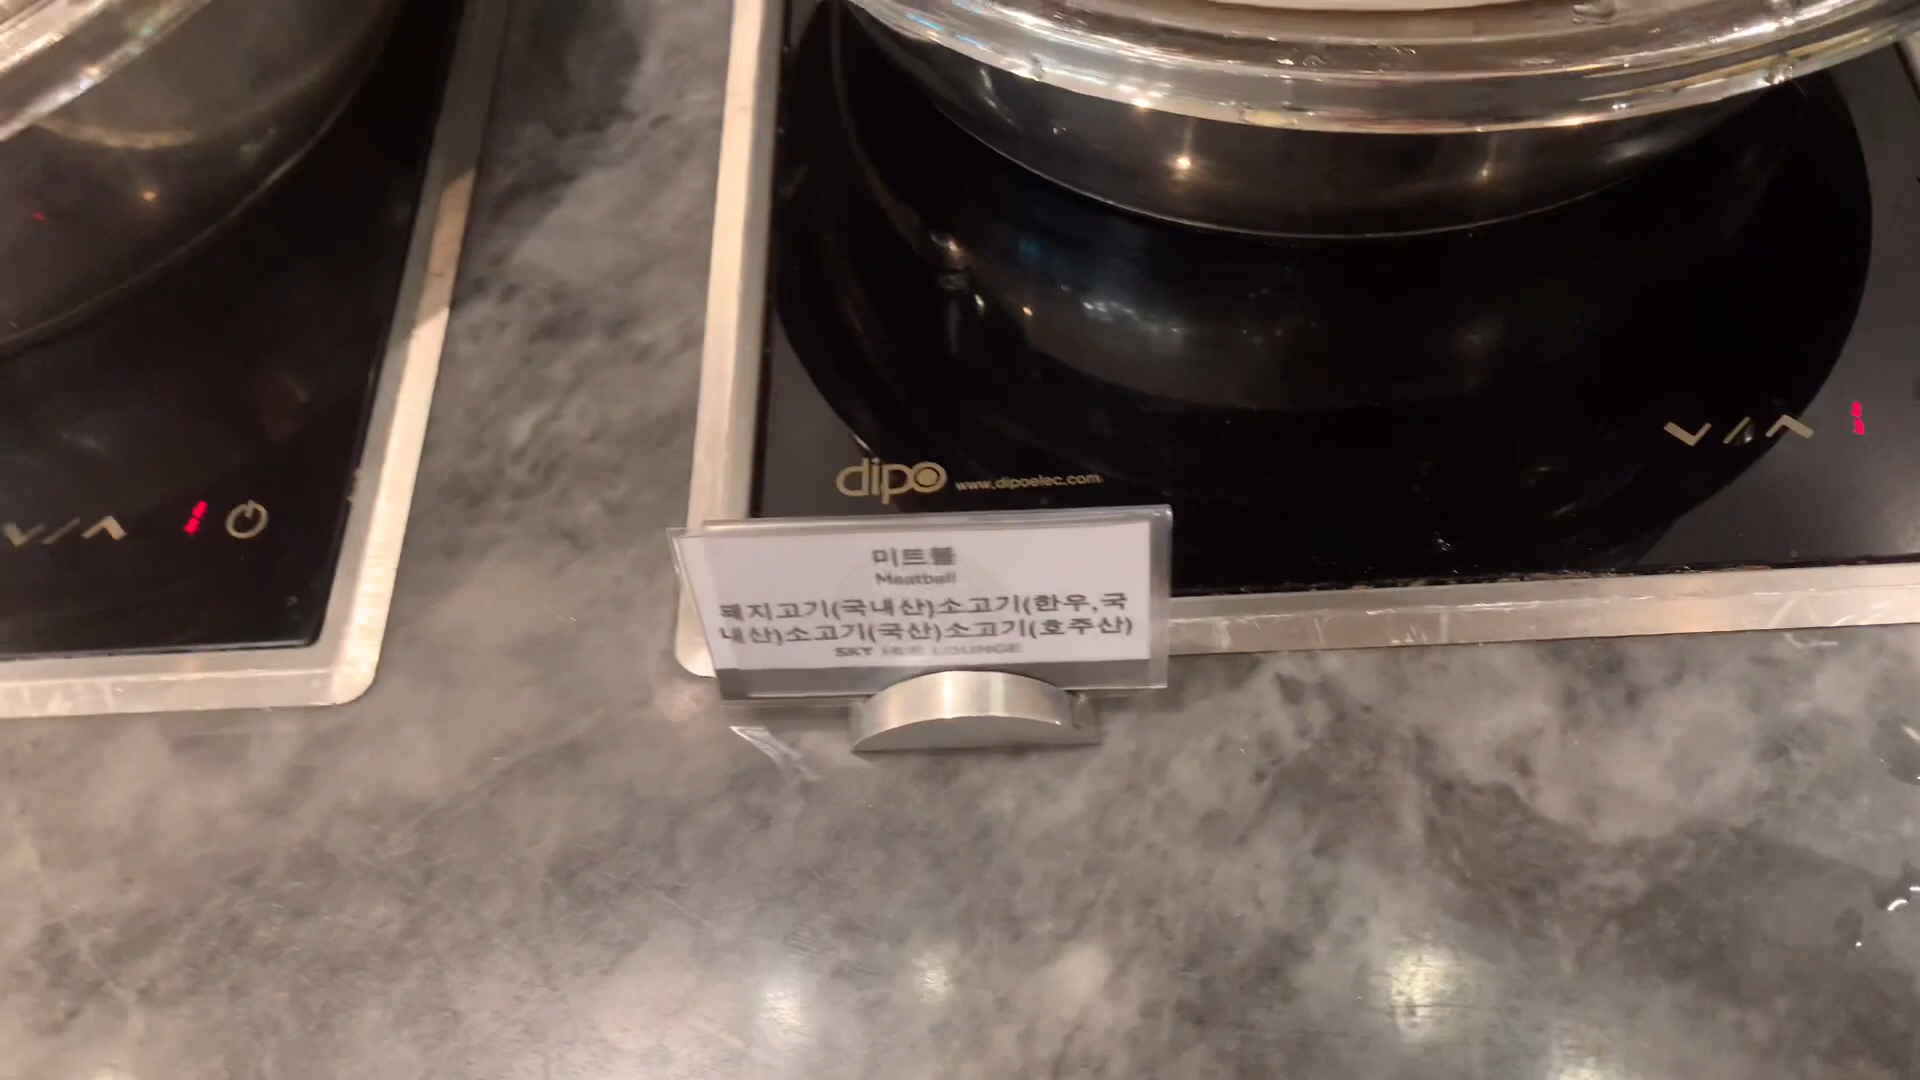 dipo www.dipoelec.com
미트볼
Meatball
돼지고기(국내산)소고기(한우,국
내산)소고기(국산)소고기(호주산)
SKY HUB LOUNGE